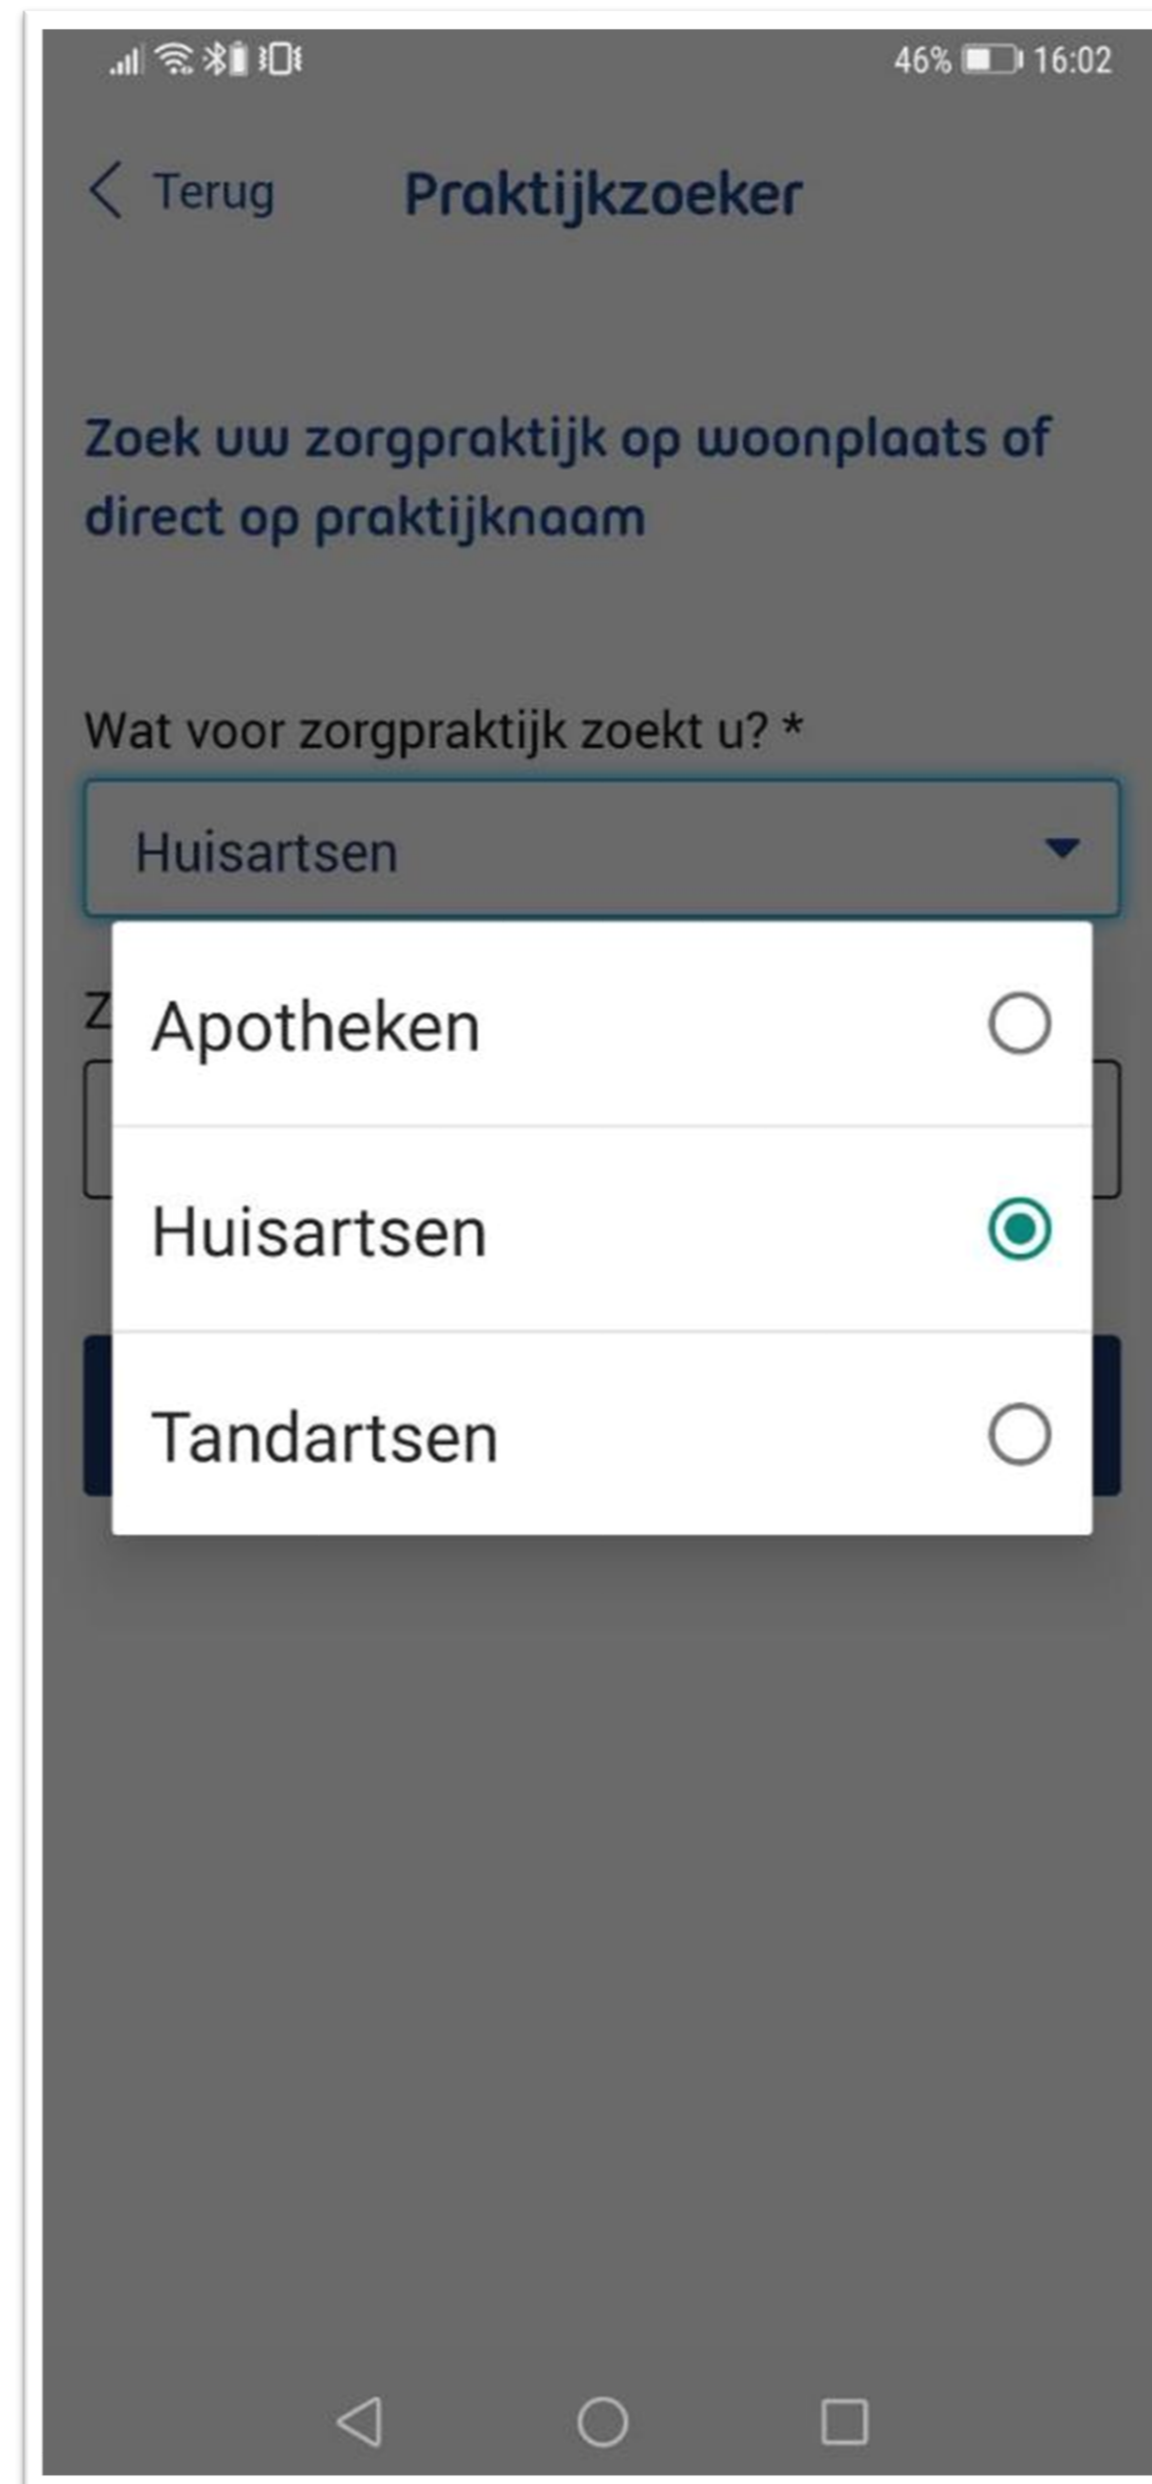 46% 16:02
Terug Praktijkzoeker
Zoek uw zorgpraktijk op woonplaats of
direct op praktijknaam
Wat voor zorgpraktijk zoekt u? *
Huisartsen
Apotheken
Huisartsen
Tandartsen